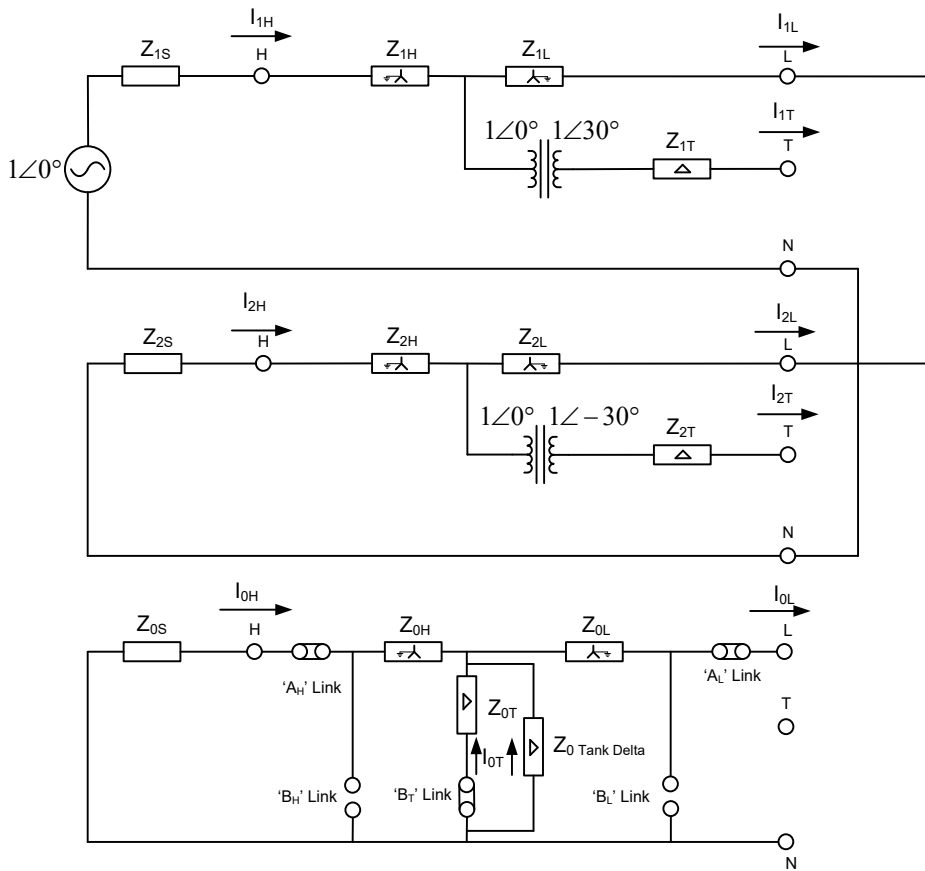 I1H
I1L
Z1S
H
Z1H
Z1L
L
I1T
1∠0°
1∠30°
Z1T
T
1∠0°
N
I2H
I2L
Z2S
H
Z2H
Z2L
L
I2T
1∠0°
1∠−30°
Z2T
T
N
I0H
I0L
Z0S
H
Z0H
Z0L
L
'AH' Link
'AL' Link
Z0T
T
I0T
Z0 Tank Delta
'BH' Link
'BT' Link
'BL' Link
N